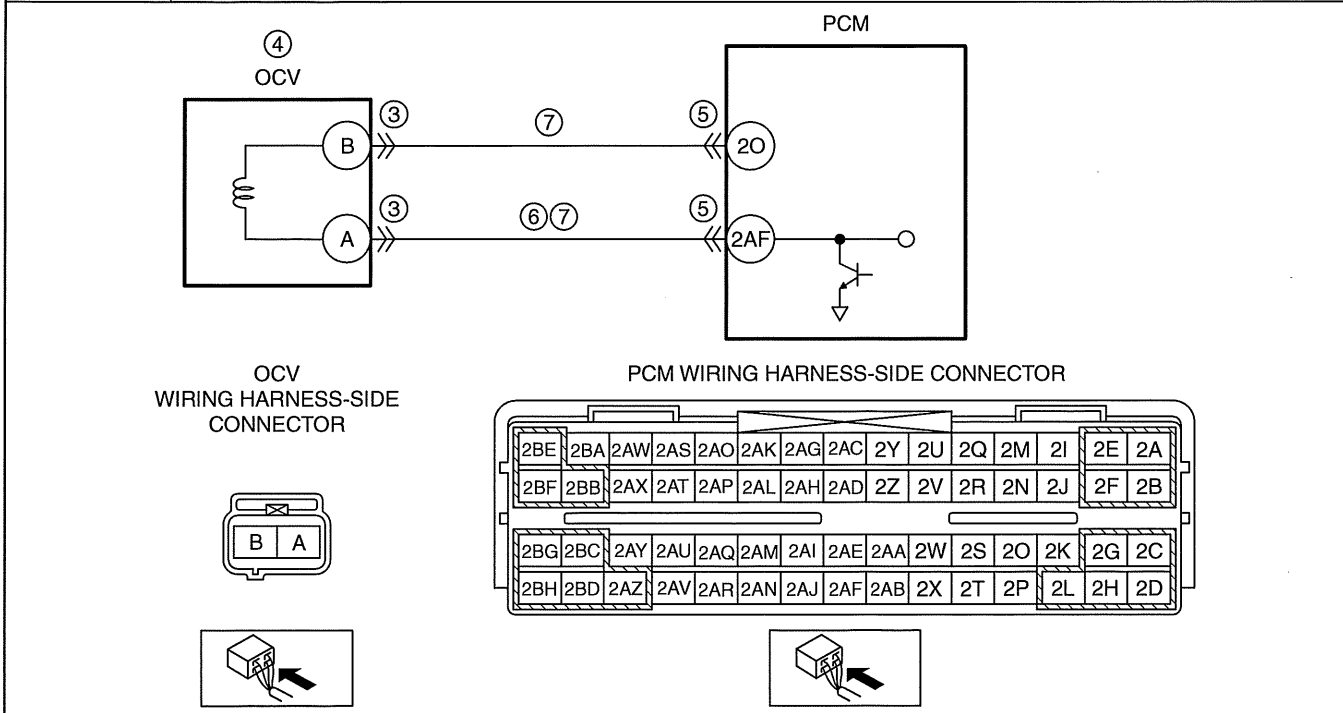 PCM
④
OCV
③ ⑦ ⑤
B 2O
③ ⑥⑦ ⑤
A 2AF
OCV
WIRING HARNESS-SIDE
CONNECTOR
B A
PCM WIRING HARNESS-SIDE CONNECTOR
2BE 2BA 2AW 2AS 2AO 2AK 2AG 2AC 2Y 2U 2Q 2M 2I 2E 2A
2BF 2BB 2AX 2AT 2AP 2AL 2AH 2AD 2Z 2V 2R 2N 2J 2F 2B
2BG 2BC 2AY 2AU 2AQ 2AM 2AI 2AE 2AA 2W 2S 2O 2K 2G 2C
2BH 2BD 2AZ 2AV 2AR 2AN 2AJ 2AF 2AB 2X 2T 2P 2L 2H 2D